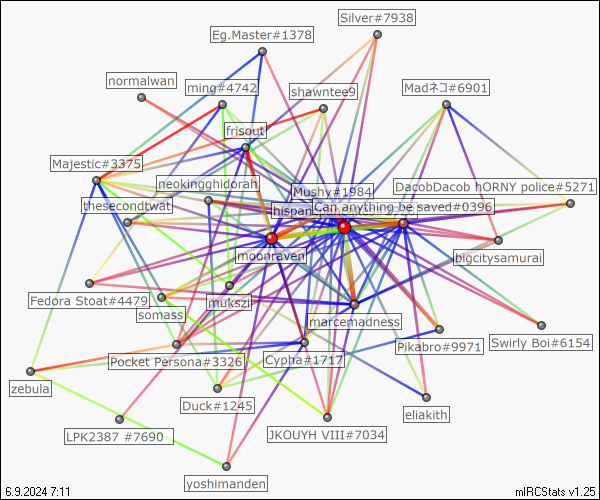 Silver#7938
Eg.Master#1378
normalwan
ming#4742
shawntee9
Madネコ#6901
frisout
Majestic#3375
neokingghidorah
Mushy#1984
DacobDacob hORNY police#5271
thesecondtwat
hispan
Can anything be saved#0396
moonraven
bigcitysamurai
Fedora Stoat#4479
mukszi
somass
marcemadness
Pocket Persona#3326
Cypha#1717
Pikabro#9971
Swirly Boi#6154
zebula
Duck#1245
eliakith
LPK2387 #7690
JKOUYH VIII#7034
yoshimanden
6.9.2024 7:11
mIRCStats v1.25